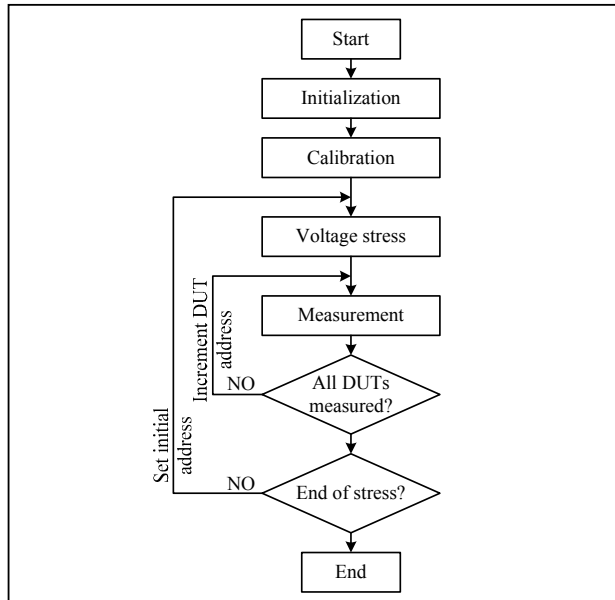 Start
Initialization
Calibration
Voltage stress
Measurement
Increment DUT
address
All DUTs
measured?
NO
Set initial
address
End of stress?
NO
End